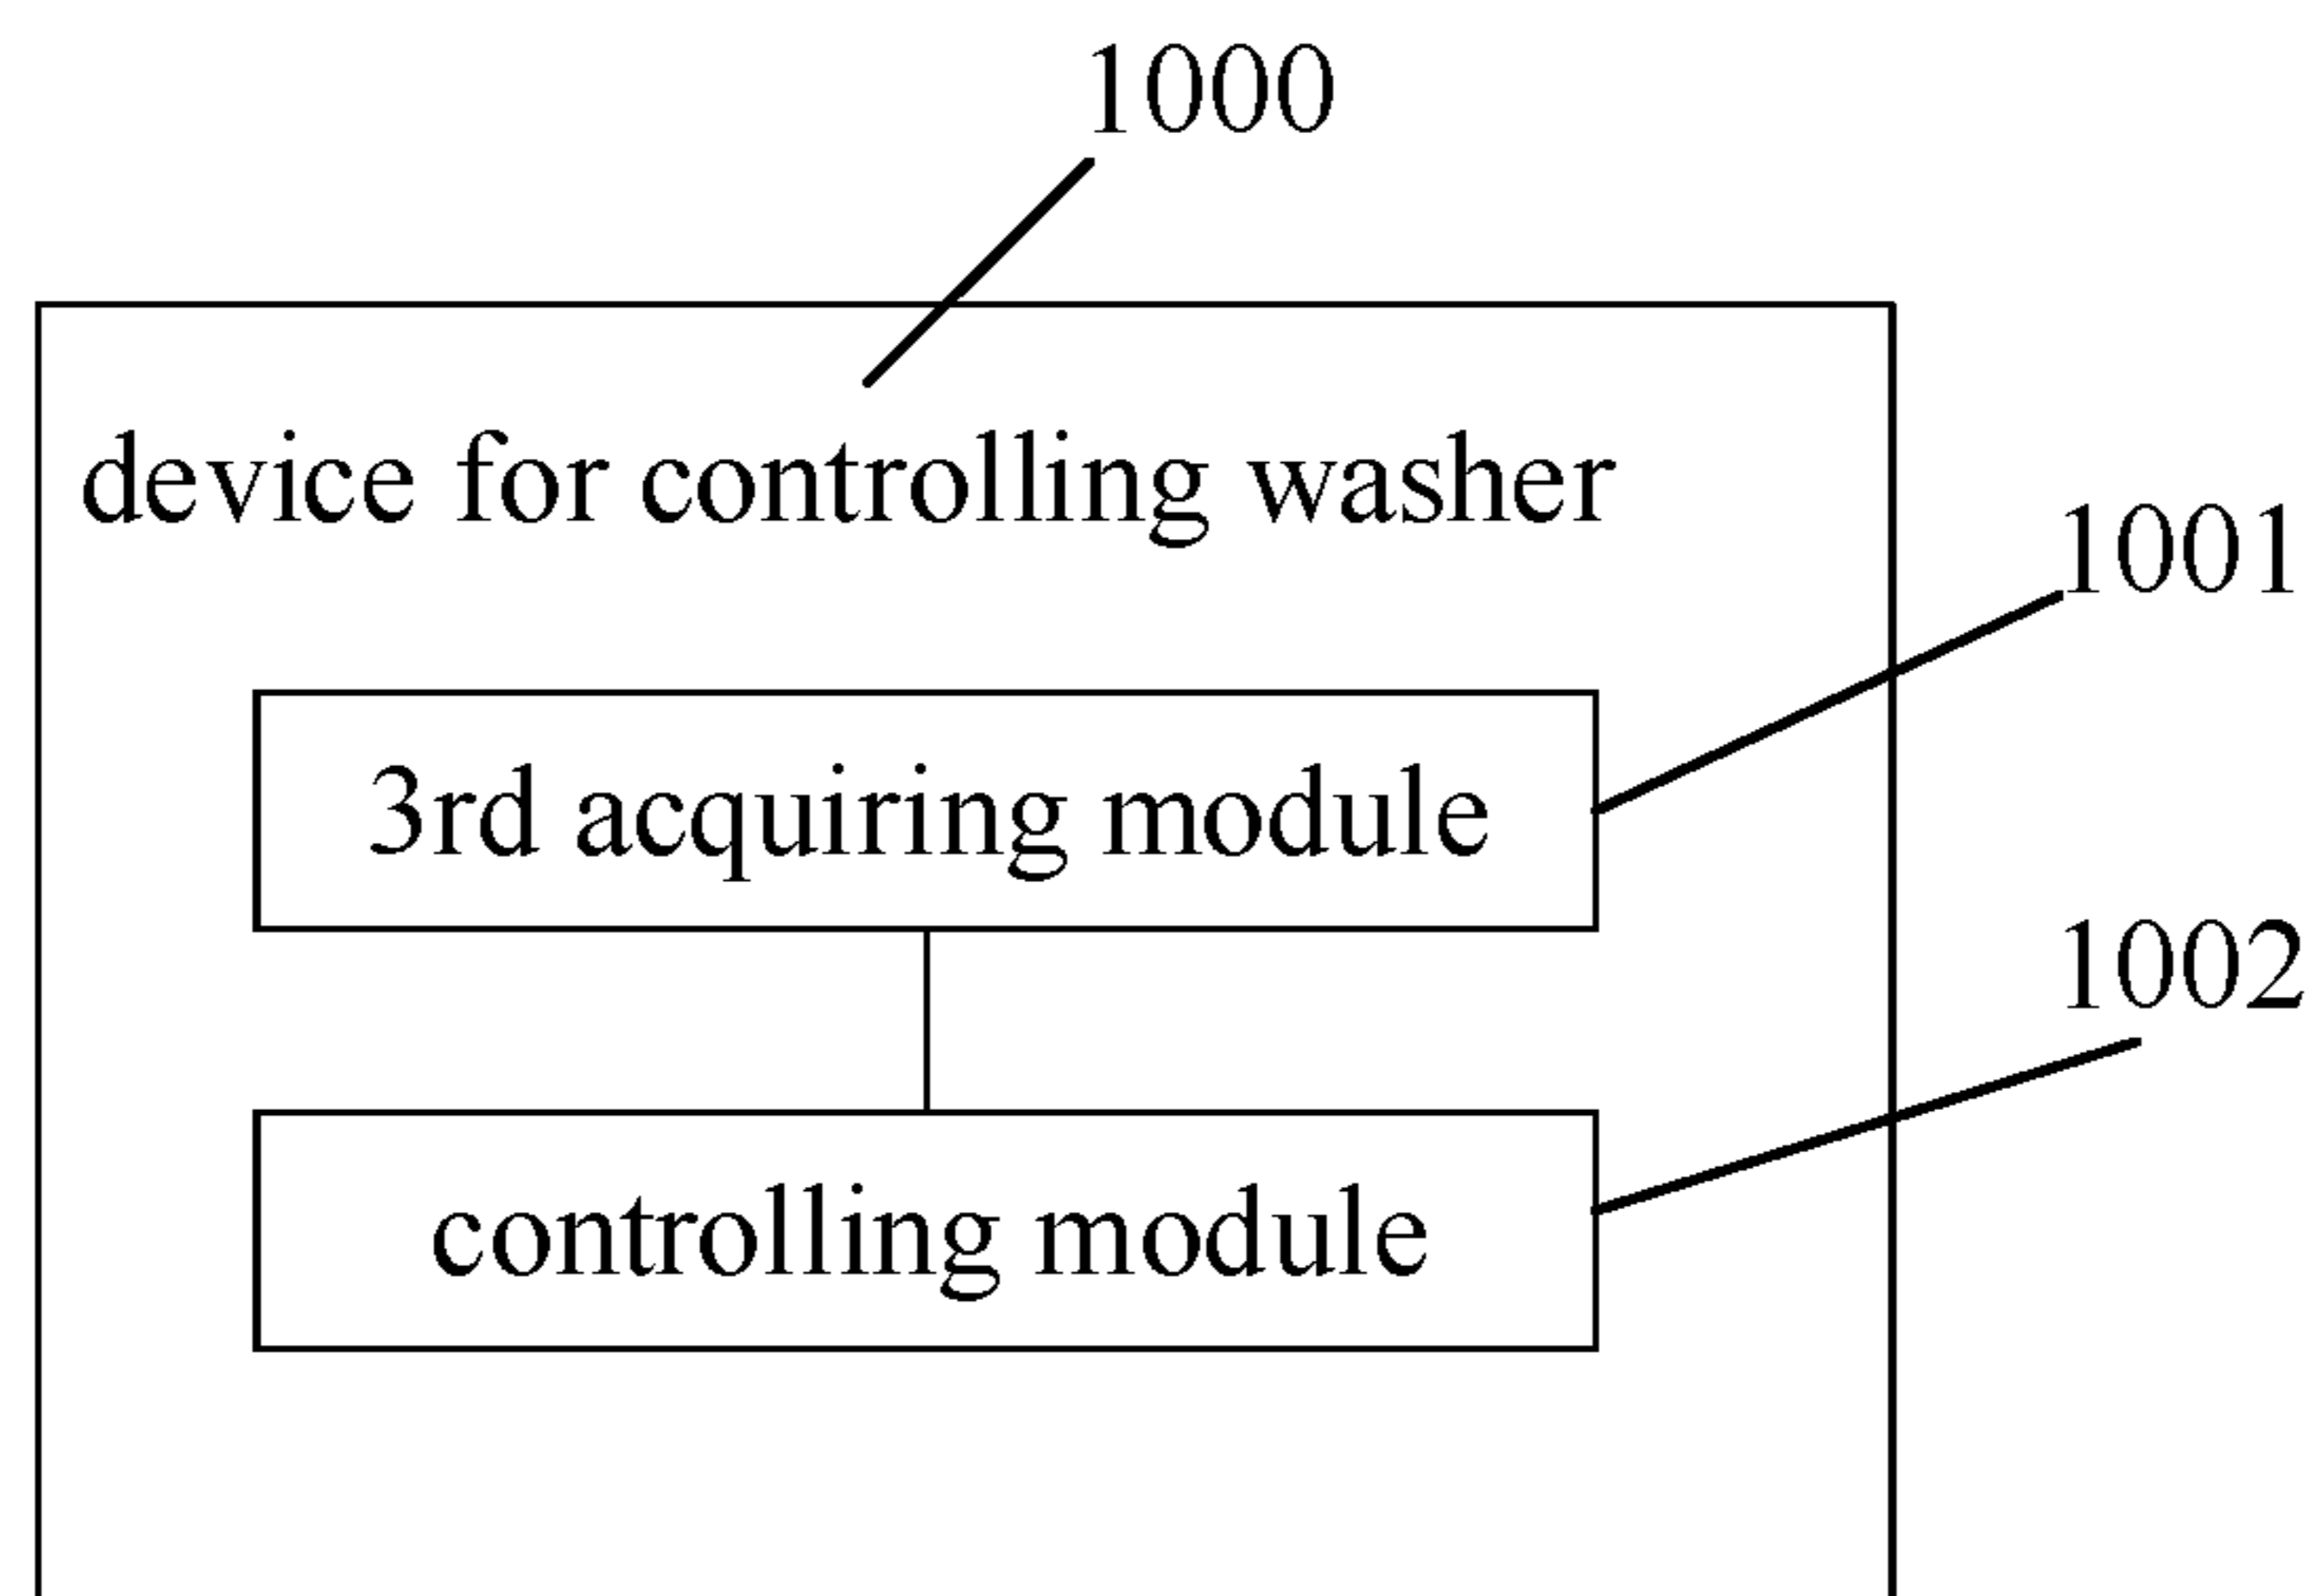 1000
device for controlling washer
1001
3rd acquiring module
1002
controlling module